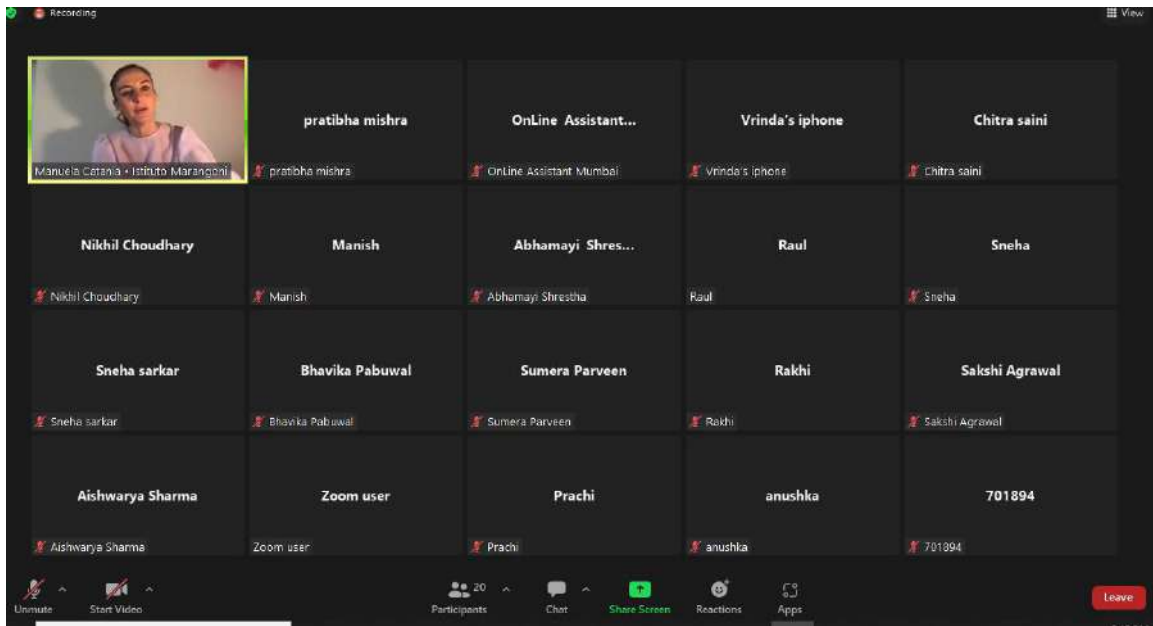 Recording
View
pratibha mishra
OnLine Assistant...
Vrinda's iphone
Chitra saini
Manuela Catania • Istituto Marangoni
pratibha mishra
OnLine Assistant Mumbai
Vrinda's iphone
Chitra saini
Nikhil Choudhary
Manish
Abhamayi Shres...
Raul
Sneha
Nikhil Choudhary
Manish
Abhamayi Shrestha
Raul
Sneha
Sneha sarkar
Bhavika Pabuwal
Sumera Parveen
Rakhi
Sakshi Agrawal
Sneha sarkar
Bhavika Pabuwal
Sumera Parveen
Rakhi
Sakshi Agrawal
Aishwarya Sharma
Zoom user
Prachi
anushka
701894
Aishwarya Sharma
Zoom user
Prachi
anushka
701894
20
Unmute
Start Video
Participants
Chat
Share Screen
Reactions
Apps
Leave